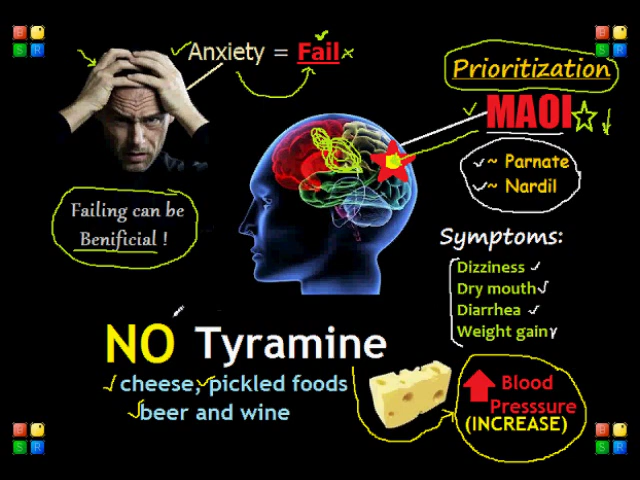 B
S R
B
S R
Anxiety = Fail
Prioritization
MAOI
~ Parnate
~ Nardil
Failing can be
Benificial !
Symptoms:
Dizziness
Dry mouth
Diarrhea
Weight gain
NO Tyramine
cheese, pickled foods
beer and wine
Blood
Presssure
(INCREASE)
B
S R
B
S R